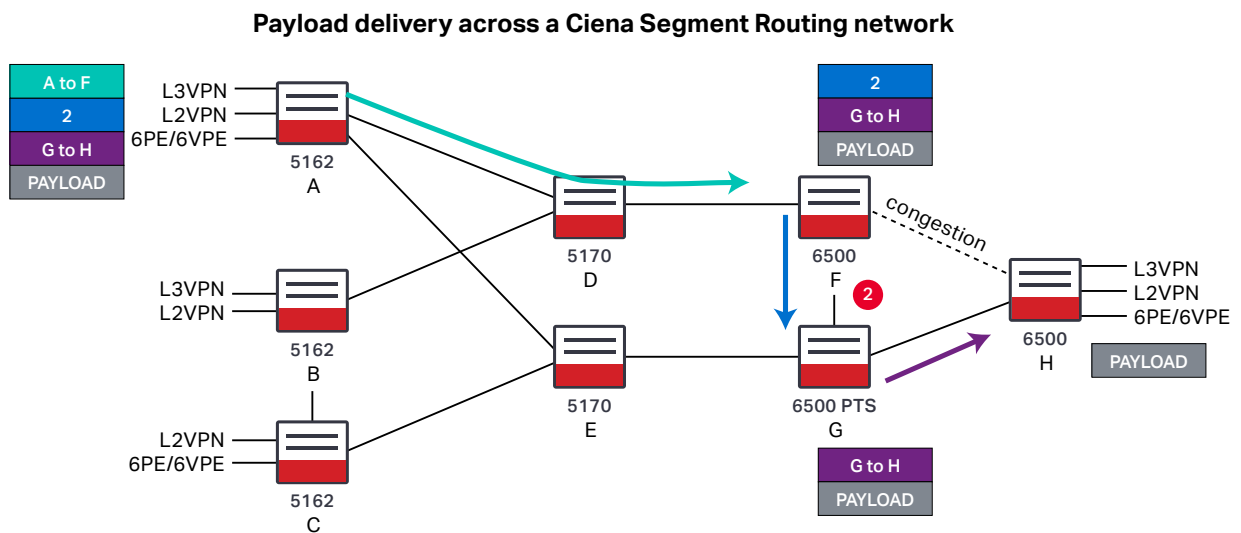 Payload delivery across a Ciena Segment Routing network
A to F
2
G to H
PAYLOAD
L3VPN
L2VPN
6PE/6VPE
5162
A
L3VPN
L2VPN
5162
B
L2VPN
6PE/6VPE
5162
C
5170
D
5170
E
2
G to H
PAYLOAD
6500
F
2
congestion
6500 PTS
G
G to H
PAYLOAD
L3VPN
L2VPN
6PE/6VPE
6500
H
PAYLOAD